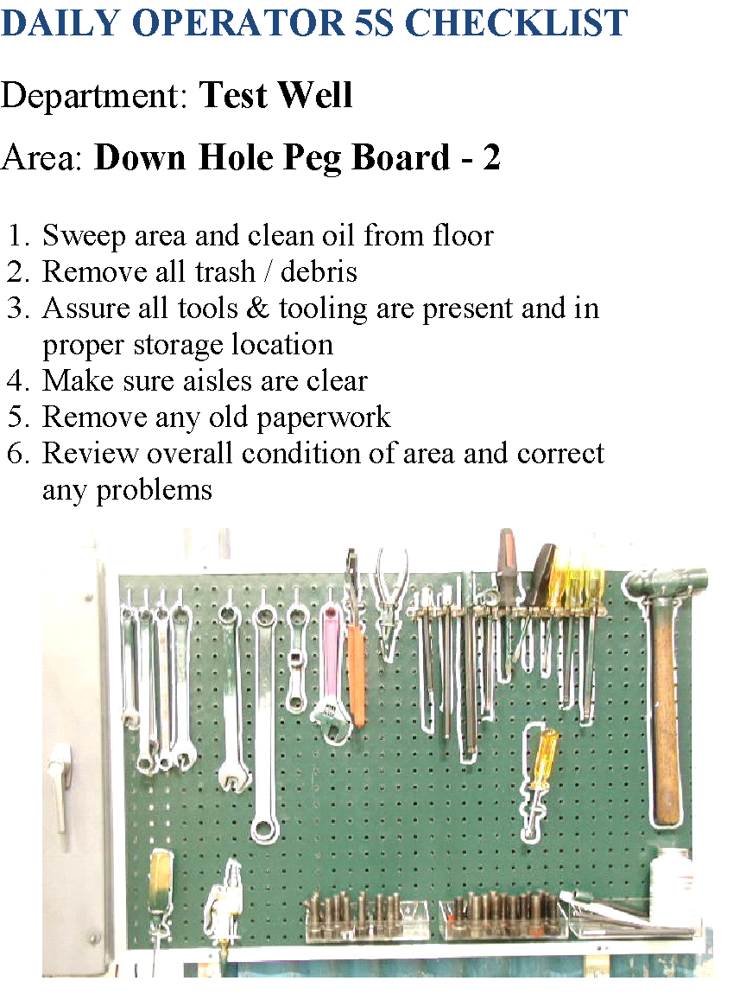 DAILY OPERATOR 5S CHECKLIST
Department: Test Well
Area: Down Hole Peg Board - 2
1. Sweep area and clean oil from floor
2. Remove all trash / debris
3. Assure all tools & tooling are present and in
proper storage location
4. Make sure aisles are clear
5. Remove any old paperwork
6. Review overall condition of area and correct
any problems